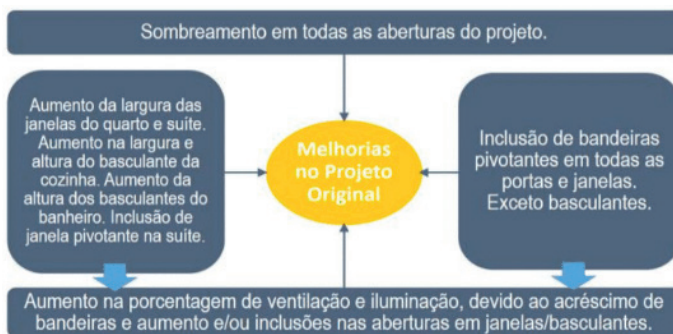 Sombreamento em todas as aberturas do projeto.
Aumento da largura das
janelas do quarto e suíte.
Aumento na largura e
altura do basculante da
cozinha. Aumento da
altura dos basculantes do
banheiro. Inclusão de
janela pivotante na suíte.
Melhorias
no Projeto
Original
Inclusão de bandeiras
pivotantes em todas as
portas e janelas.
Exceto basculantes.
Aumento na porcentagem de ventilação e iluminação, devido ao acréscimo de
bandeiras e aumento e/ou inclusões nas aberturas em janelas/basculantes.